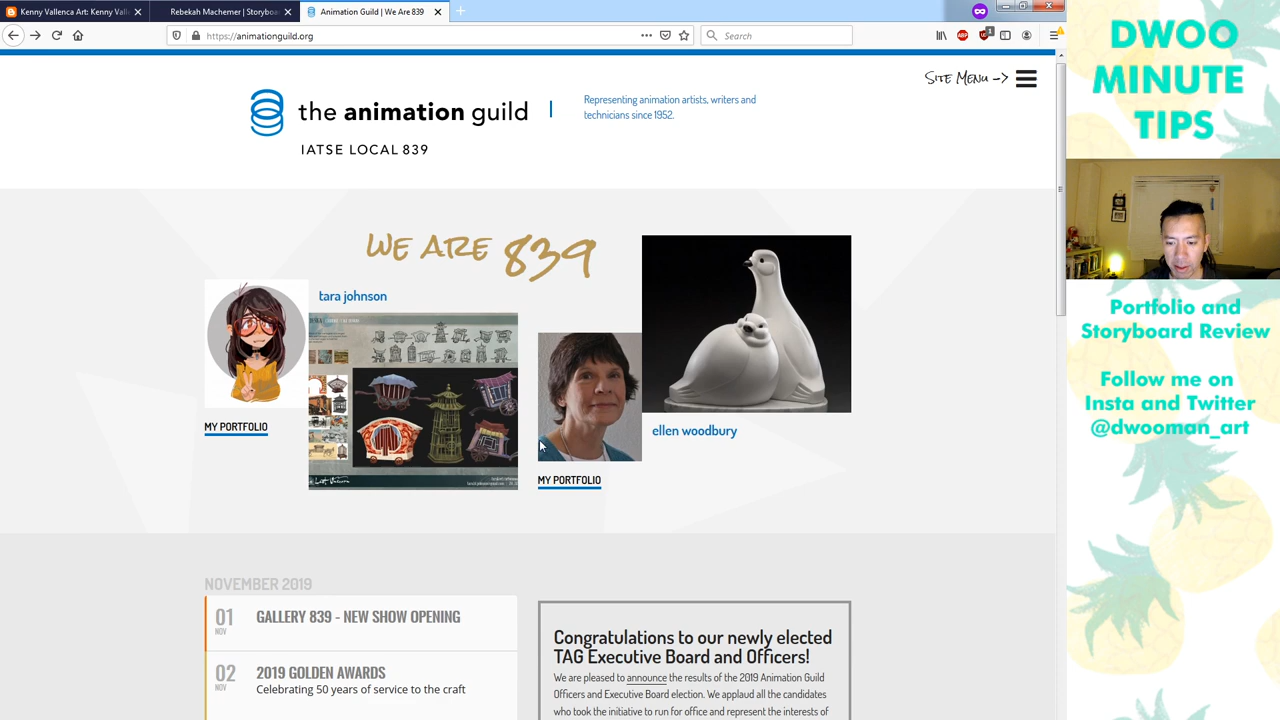 Kenny Vallenca Art: Kenny Valle
Rebekah Machemer | Storyboa
Animation Guild | We Are 839
https://animationguild.org
Search
DWOO
MINUTE
TIPS
SITE MENU ->
the animation guild
IATSE LOCAL 839
Representing animation artists, writers and
technicians since 1952.
WE ARE 839
tara johnson
MY PORTFOLIO
ellen woodbury
MY PORTFOLIO
Portfolio and
Storyboard Review
Follow me on
Insta and Twitter
@dwooman_art
NOVEMBER 2019
01
NOV
GALLERY 839 - NEW SHOW OPENING
02
NOV
2019 GOLDEN AWARDS
Celebrating 50 years of service to the craft
Congratulations to our newly elected
TAG Executive Board and Officers!
We are pleased to announce the results of the 2019 Animation Guild
Officers and Executive Board election. We applaud all the candidates
who took the initiative to run for office and represent the interests of